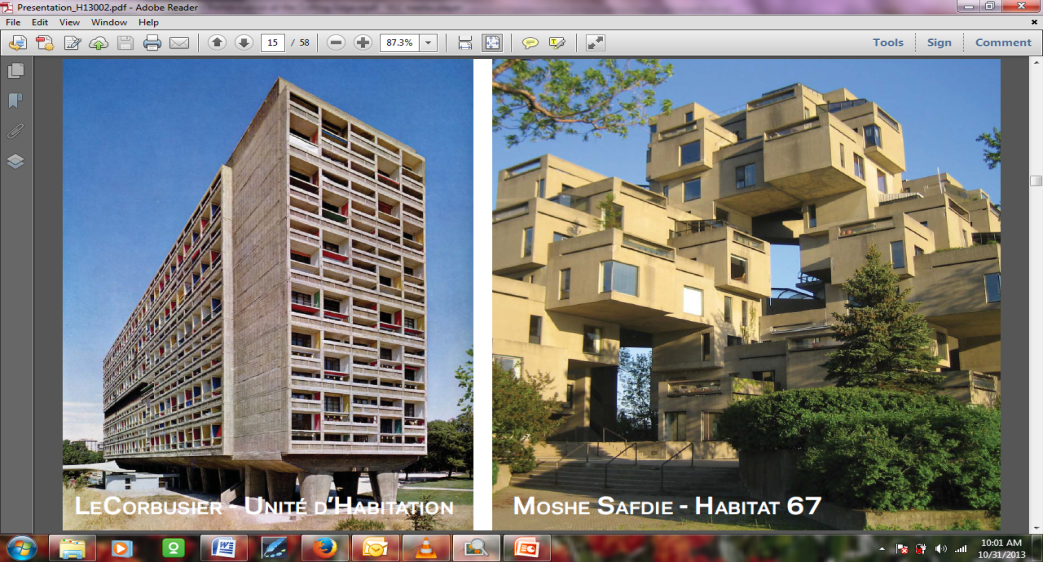 Presentation_H13002.pdf - Adobe Reader
File Edit View Window Help
15 / 58 87.3%
Tools Sign Comment
LeCorbusier - Unité d'Habitation
Moshe Safdie - Habitat 67
10:01 AM
10/31/2013